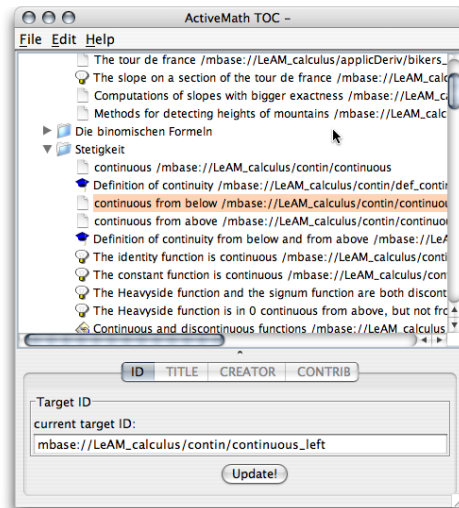 ActiveMath TOC –
File Edit Help
The tour de france /mbase://LeAM_calculus/applicDeriv/bikers_
The slope on a section of the tour de france /mbase://LeAM_calc
Computations of slopes with bigger exactness /mbase://LeAM_c
Methods for detecting heights of mountains /mbase://LeAM_calc
Die binomischen Formeln
Stetigkeit
continuous /mbase://LeAM_calculus/contin/continuous
Definition of continuity /mbase://LeAM_calculus/contin/def_contin
continuous from below /mbase://LeAM_calculus/contin/continuou
continuous from above /mbase://LeAM_calculus/contin/continuou
Definition of continuity from below and from above /mbase://LeA
The identity function is continuous /mbase://LeAM_calculus/conti
The constant function is continuous /mbase://LeAM_calculus/con
The Heavyside function and the signum function are both discont
The Heavyside function is in 0 continuous from above, but not fro
Continuous and discontinuous functions /mbase://LeAM_calculus
ID TITLE CREATOR CONTRIB
Target ID
current target ID:
mbase://LeAM_calculus/contin/continuous_left
Update!